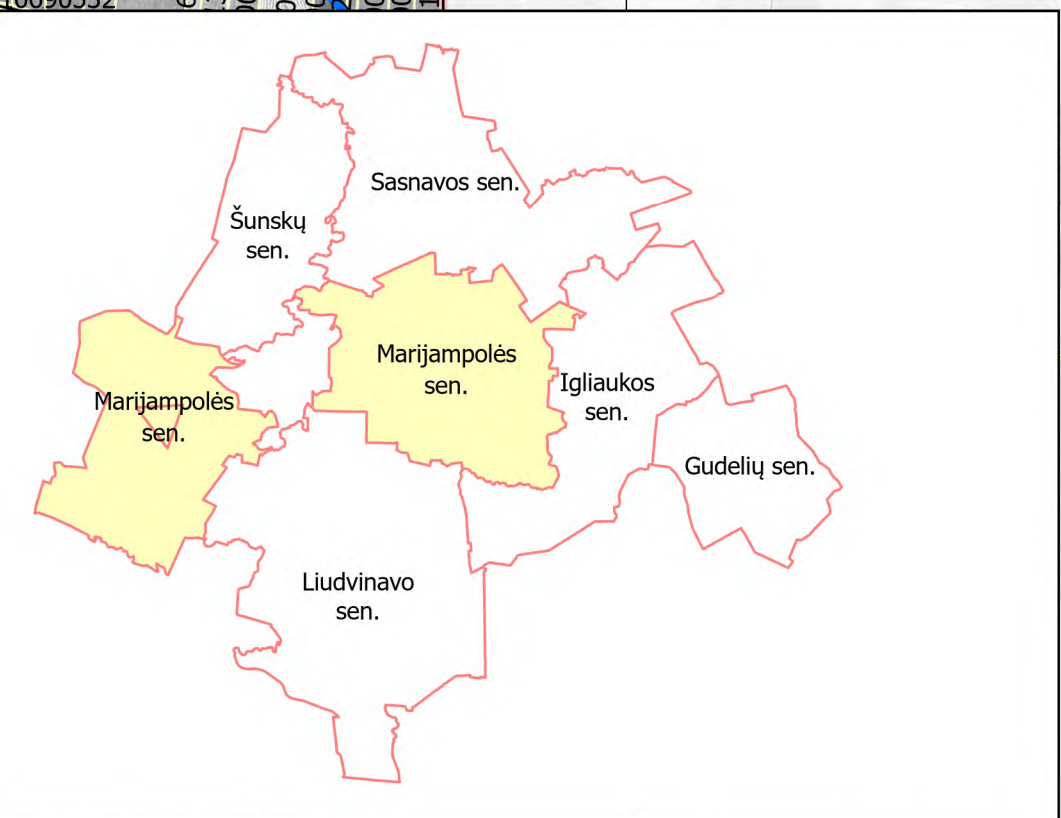 Sasnavos sen.
Šunskų
sen.
Marijampolės
sen.
Igliaukos
sen.
Marijampolės
sen.
Gudelių sen.
Liudvinavo
sen.